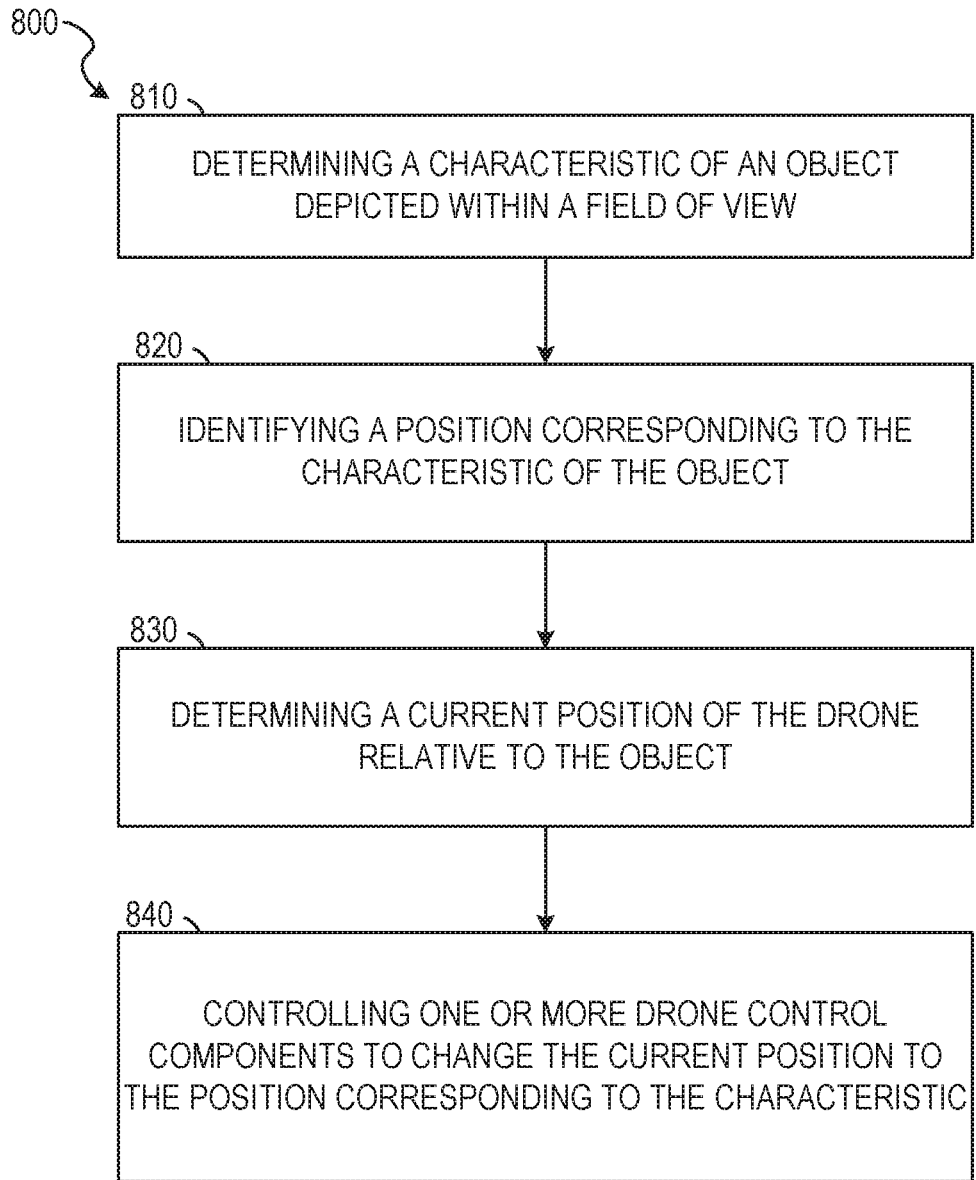 800
810
DETERMINING A CHARACTERISTIC OF AN OBJECT
DEPICTED WITHIN A FIELD OF VIEW
820
IDENTIFYING A POSITION CORRESPONDING TO THE
CHARACTERISTIC OF THE OBJECT
830
DETERMINING A CURRENT POSITION OF THE DRONE
RELATIVE TO THE OBJECT
840
CONTROLLING ONE OR MORE DRONE CONTROL
COMPONENTS TO CHANGE THE CURRENT POSITION TO
THE POSITION CORRESPONDING TO THE CHARACTERISTIC